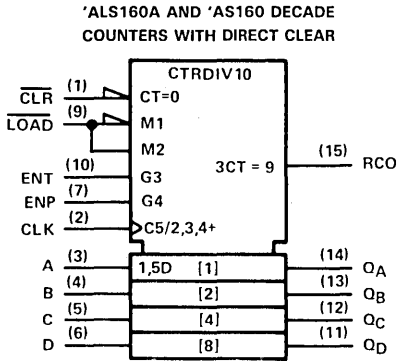 'ALS160A AND 'AS160 DECADE
COUNTERS WITH DIRECT CLEAR
CTRDIV10
CLR (1) CT=0
LOAD (9) M1
M2
ENT (10) G3 3CT = 9 (15) RCO
ENP (7) G4
CLK (2) C5/2,3,4+
A (3) 1,5D [1] (14) QA
B (4) [2] (13) QB
C (5) [4] (12) QC
D (6) [8] (11) QD